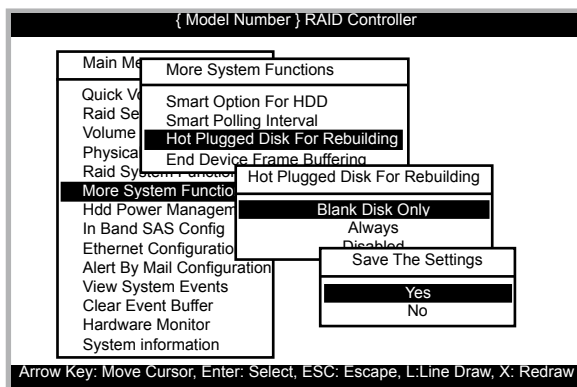 { Model Number } RAID Controller
Main Me
Quick Vo
Raid Se
Volume
Physica
Raid System Function
More System Functio
Hdd Power Managem
In Band SAS Config
Ethernet Configuratio
Alert By Mail Configuration
View System Events
Clear Event Buffer
Hardware Monitor
System information
More System Functions
Smart Option For HDD
Smart Polling Interval
Hot Plugged Disk For Rebuilding
End Device Frame Buffering
Hot Plugged Disk For Rebuilding
Blank Disk Only
Always
Disabled
Save The Settings
Yes
No
Arrow Key: Move Cursor, Enter: Select, ESC: Escape, L:Line Draw, X: Redraw